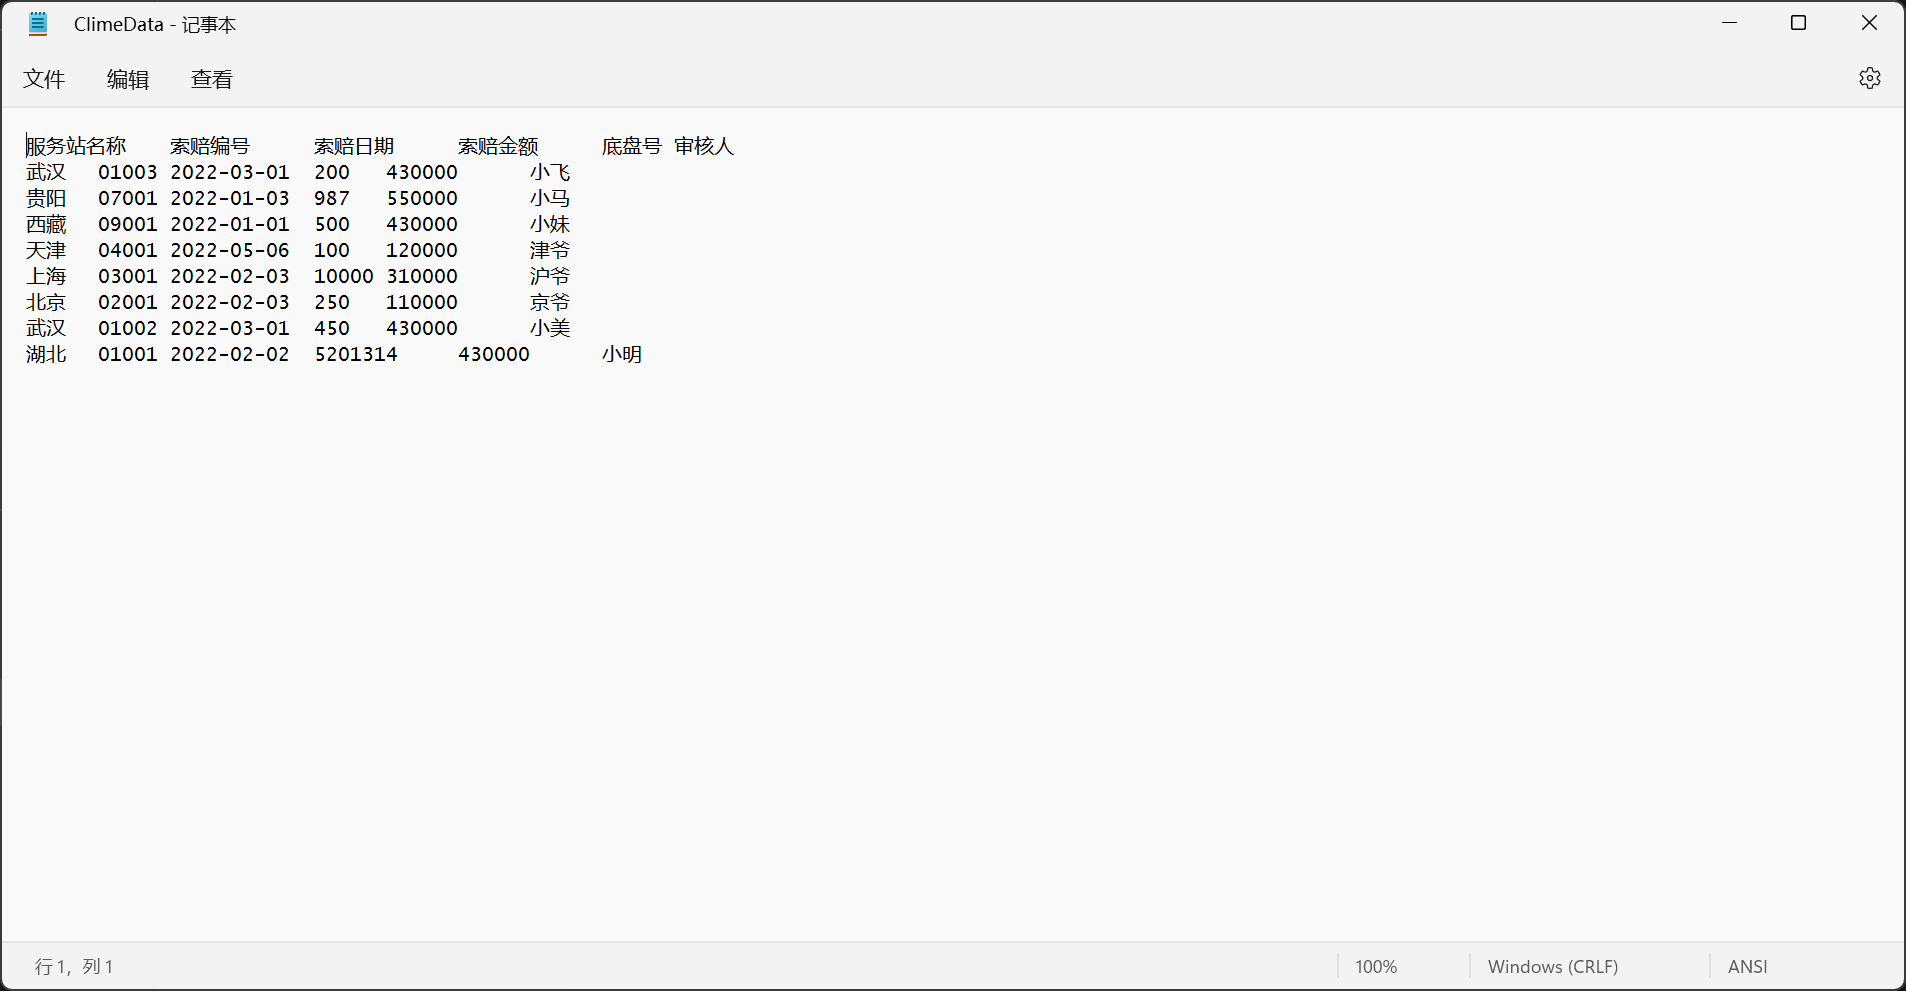 ClimeData - 记事本
文件 编辑 查看
服务站名称 索赔编号 索赔日期 索赔金额 底盘号 审核人
武汉 01003 2022-03-01 200 430000 小飞
贵阳 07001 2022-01-03 987 550000 小马
西藏 09001 2022-01-01 500 430000 小妹
天津 04001 2022-05-06 100 120000 津爷
上海 03001 2022-02-03 10000 310000 沪爷
北京 02001 2022-02-03 250 110000 京爷
武汉 01002 2022-03-01 450 430000 小美
湖北 01001 2022-02-02 5201314 430000 小明
行 1，列 1 100% Windows (CRLF) ANSI